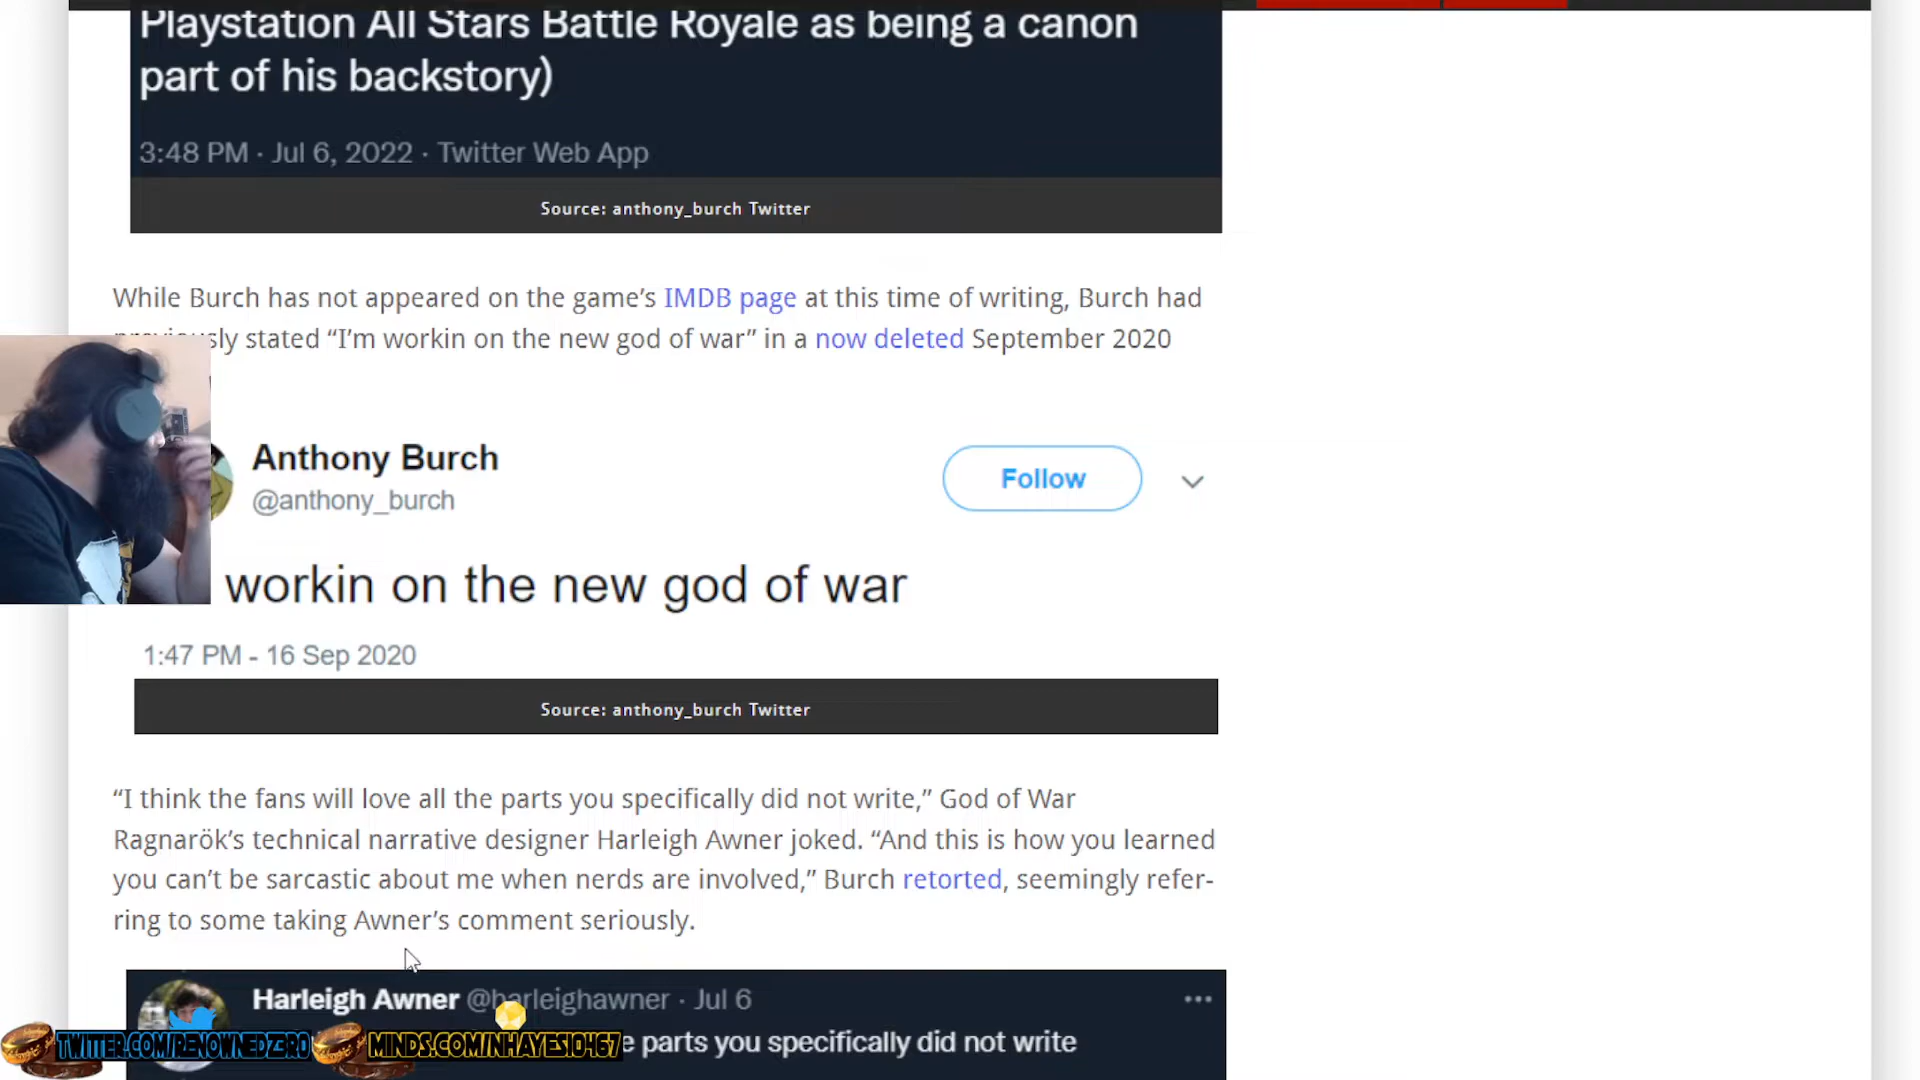 Playstation All Stars Battle Royale as being a canon
part of his backstory)
3:48 PM · Jul 6, 2022 · Twitter Web App
Source: anthony_burch Twitter
While Burch has not appeared on the game’s IMDB page at this time of writing, Burch had
stated “I’m workin on the new god of war” in a now deleted September 2020
Anthony Burch
@anthony_burch
Follow
workin on the new god of war
1:47 PM - 16 Sep 2020
Source: anthony_burch Twitter
“I think the fans will love all the parts you specifically did not write,” God of War
Ragnarök’s technical narrative designer Harleigh Awner joked. “And this is how you learned
you can’t be sarcastic about me when nerds are involved,” Burch retorted, seemingly refer-
ring to some taking Awner’s comment seriously.
Harleigh Awner @harleighawner · Jul 6
parts you specifically did not write
TWITTER.COM/RENOWNEDZ3R0
MINDS.COM/NHAYES10467